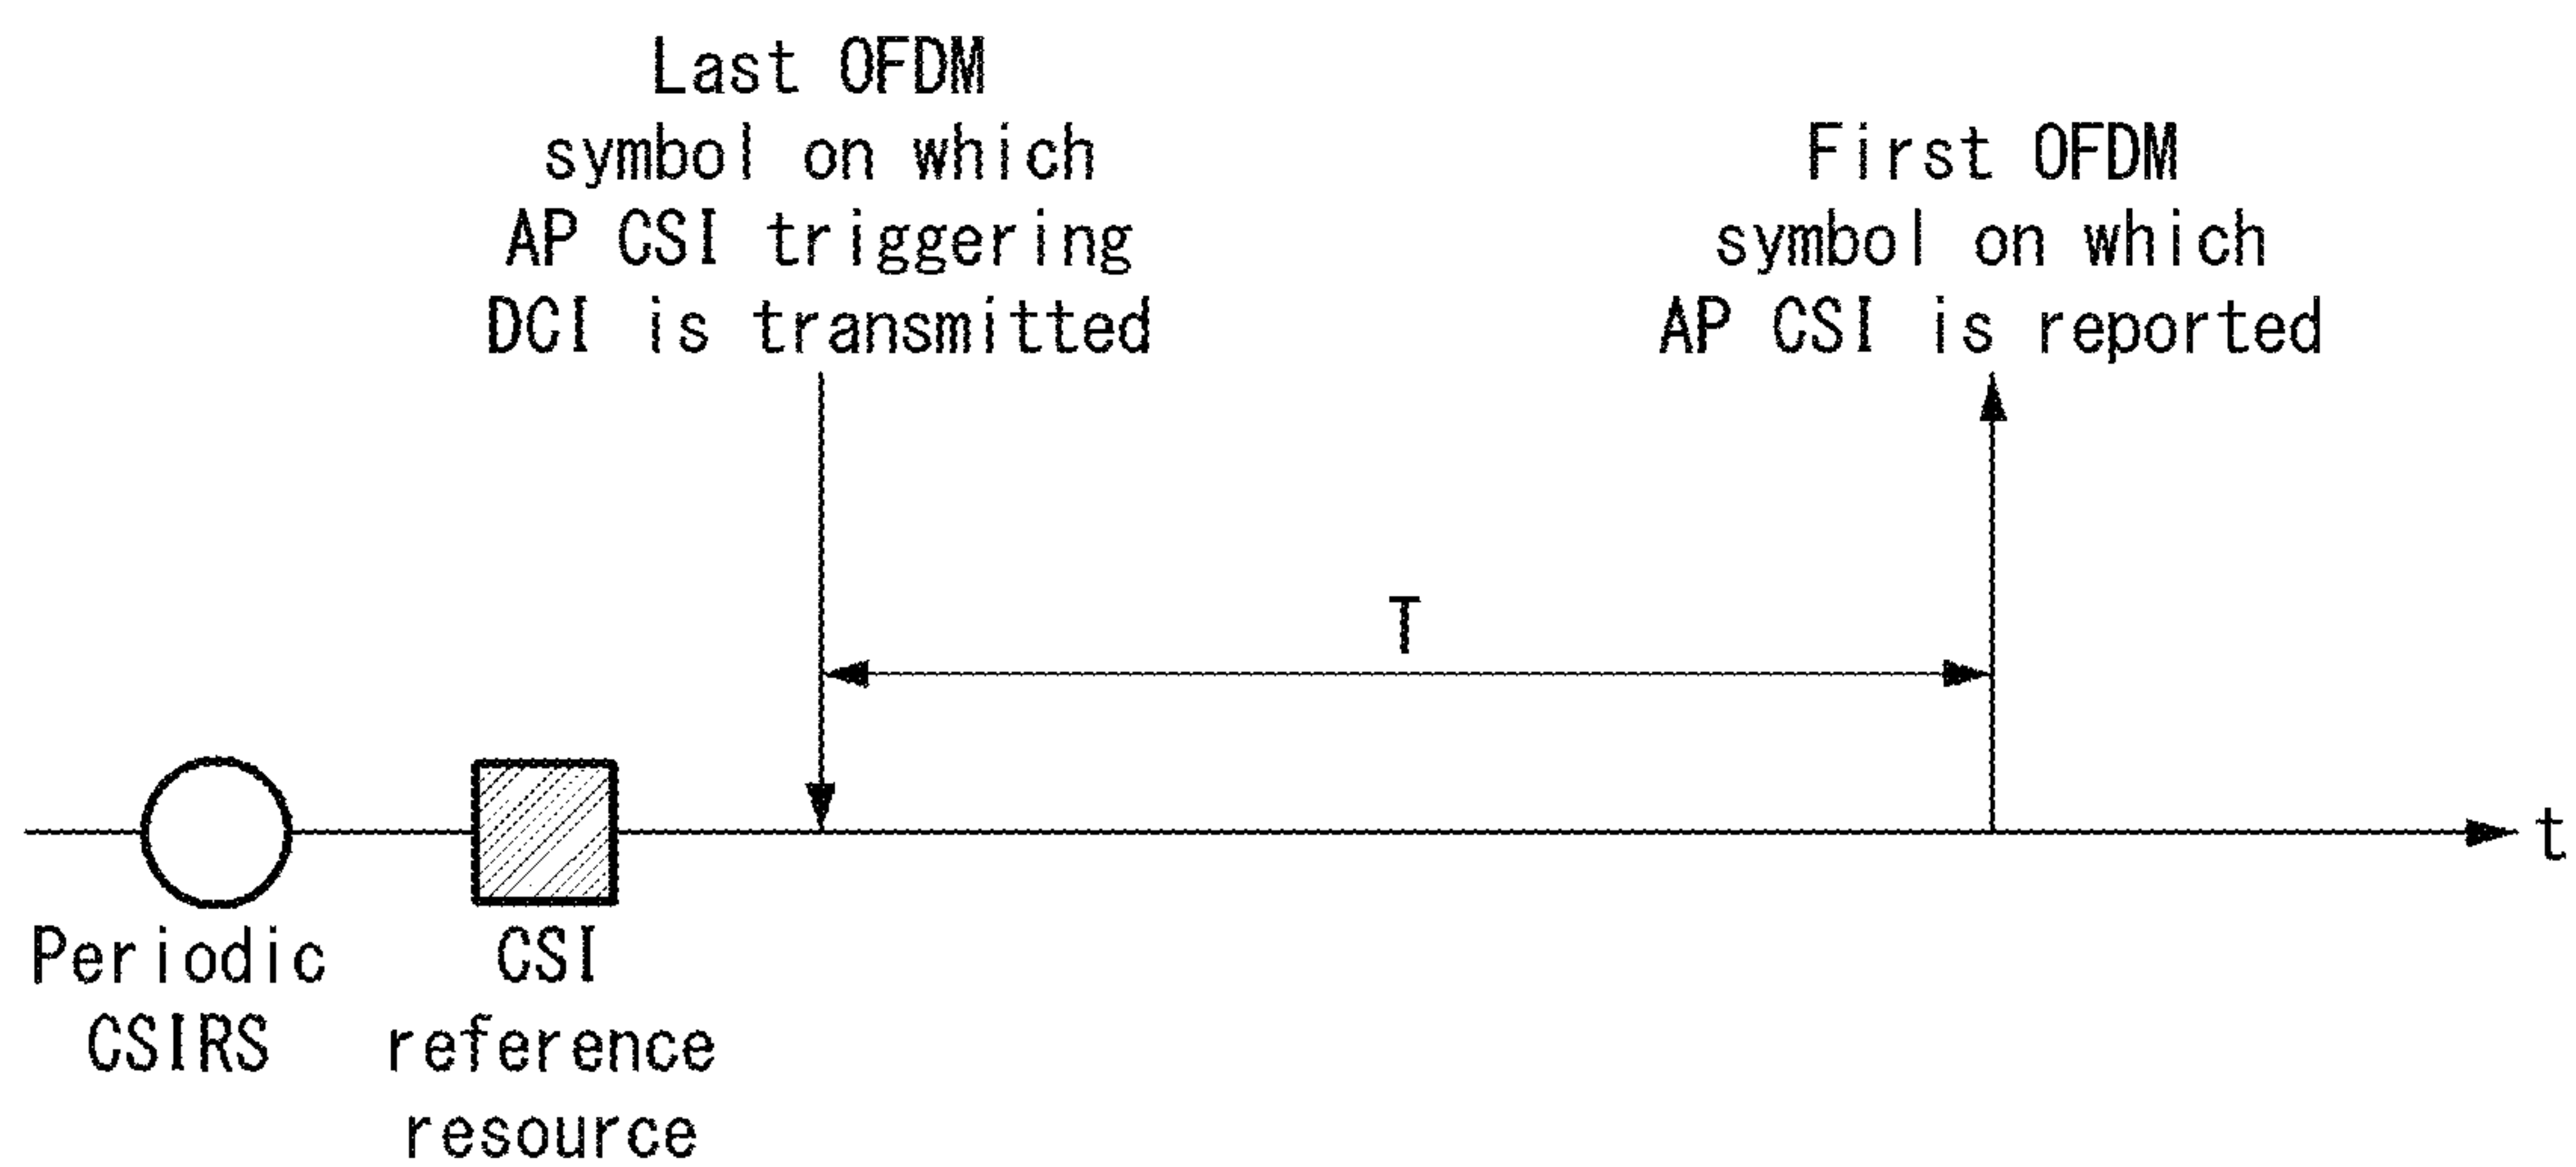 Last OFDM
symbol on which
AP CSI triggering
DCI is transmitted
First OFDM
symbol on which
AP CSI is reported
T
t
Periodic
CSIRS
CSI
reference
resource